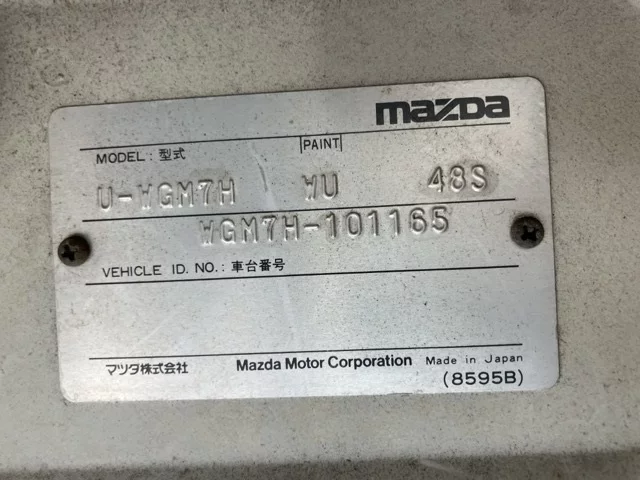 mazda
MODEL : 型式 PAINT
U-WGM7H WU 48S
WGM7H-101165
VEHICLE ID. NO. : 車台番号
マツダ株式会社 Mazda Motor Corporation Made in Japan
(8595B)